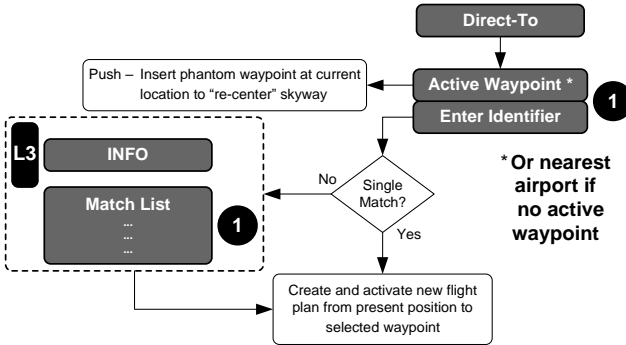 Direct-To
Push – Insert phantom waypoint at current
location to “re-center” skyway
Active Waypoint *
Enter Identifier
1
L3
INFO
Match List
...
...
...
1
No
Single
Match?
Yes
* Or nearest
airport if
no active
waypoint
Create and activate new flight
plan from present position to
selected waypoint